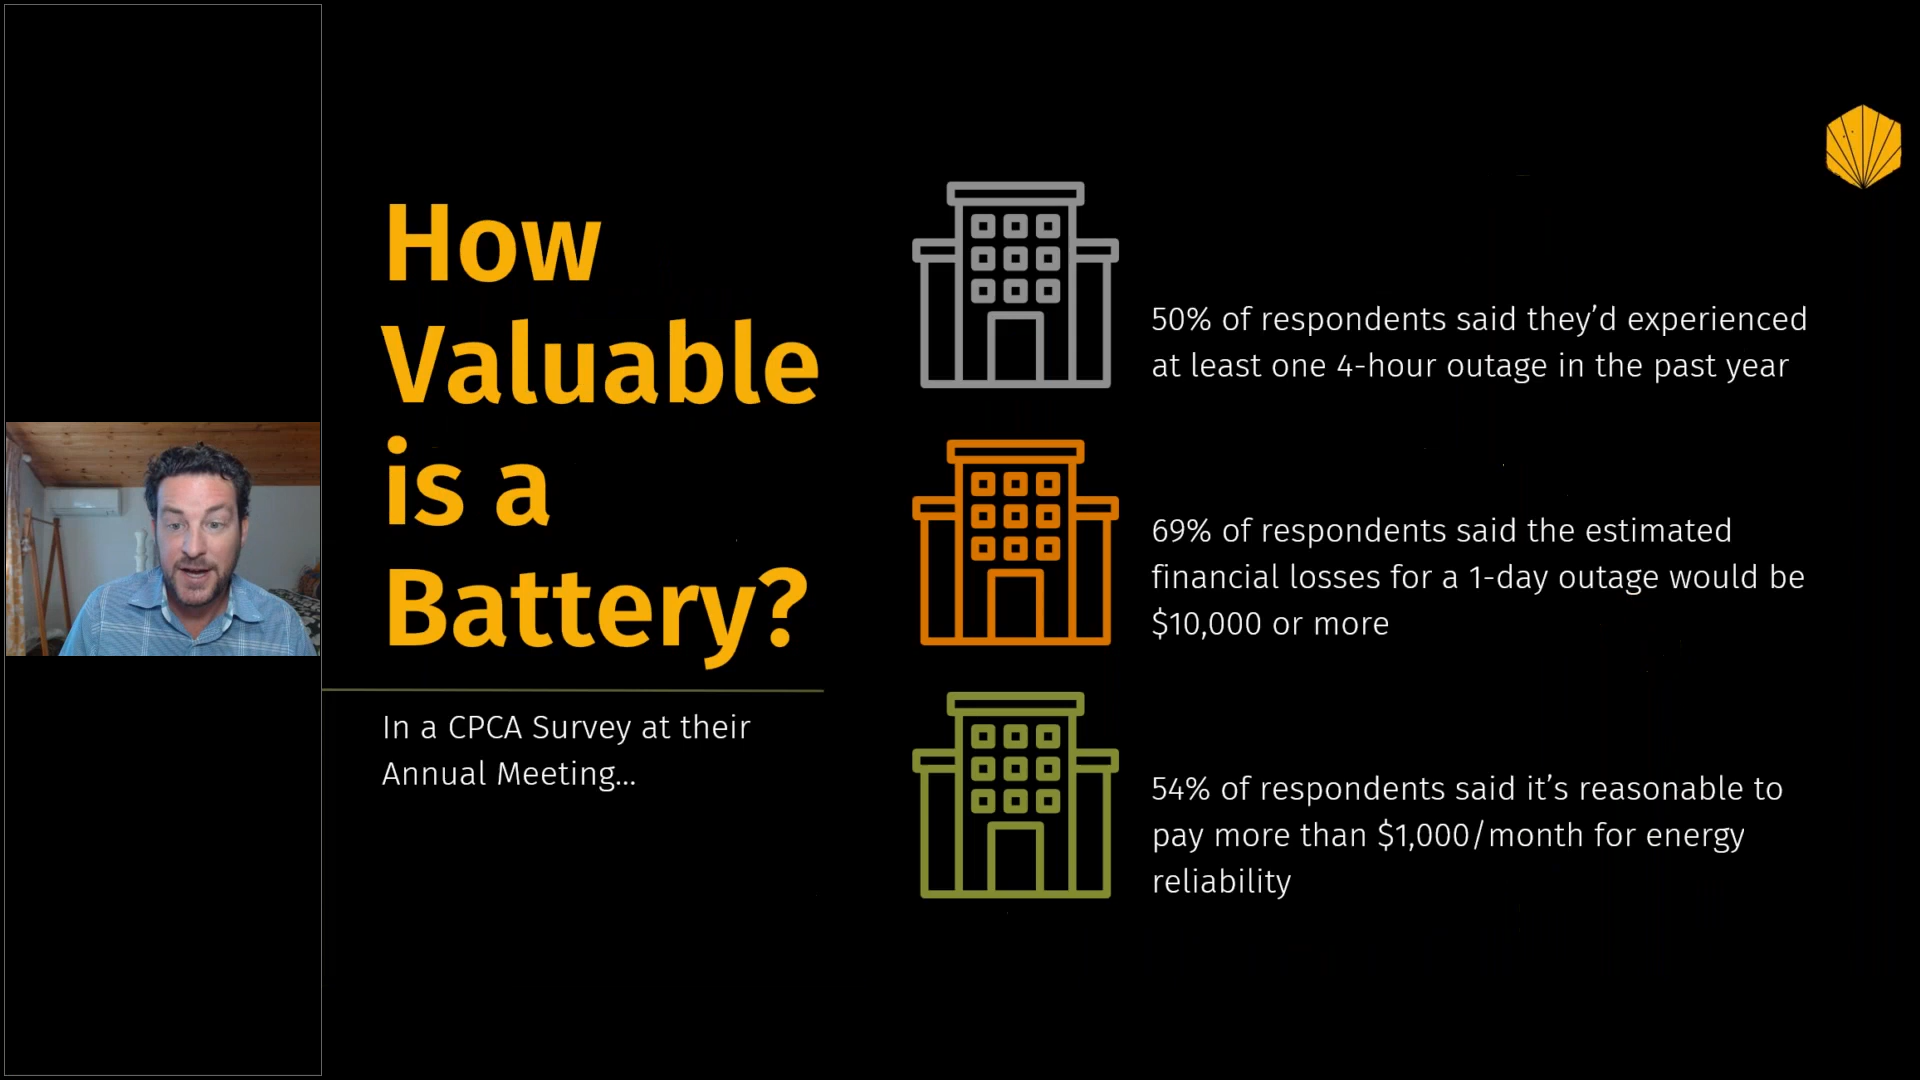 How
Valuable
is a
Battery?
In a CPCA Survey at their
Annual Meeting...
50% of respondents said they’d experienced
at least one 4-hour outage in the past year
69% of respondents said the estimated
financial losses for a 1-day outage would be
$10,000 or more
54% of respondents said it’s reasonable to
pay more than $1,000/month for energy
reliability